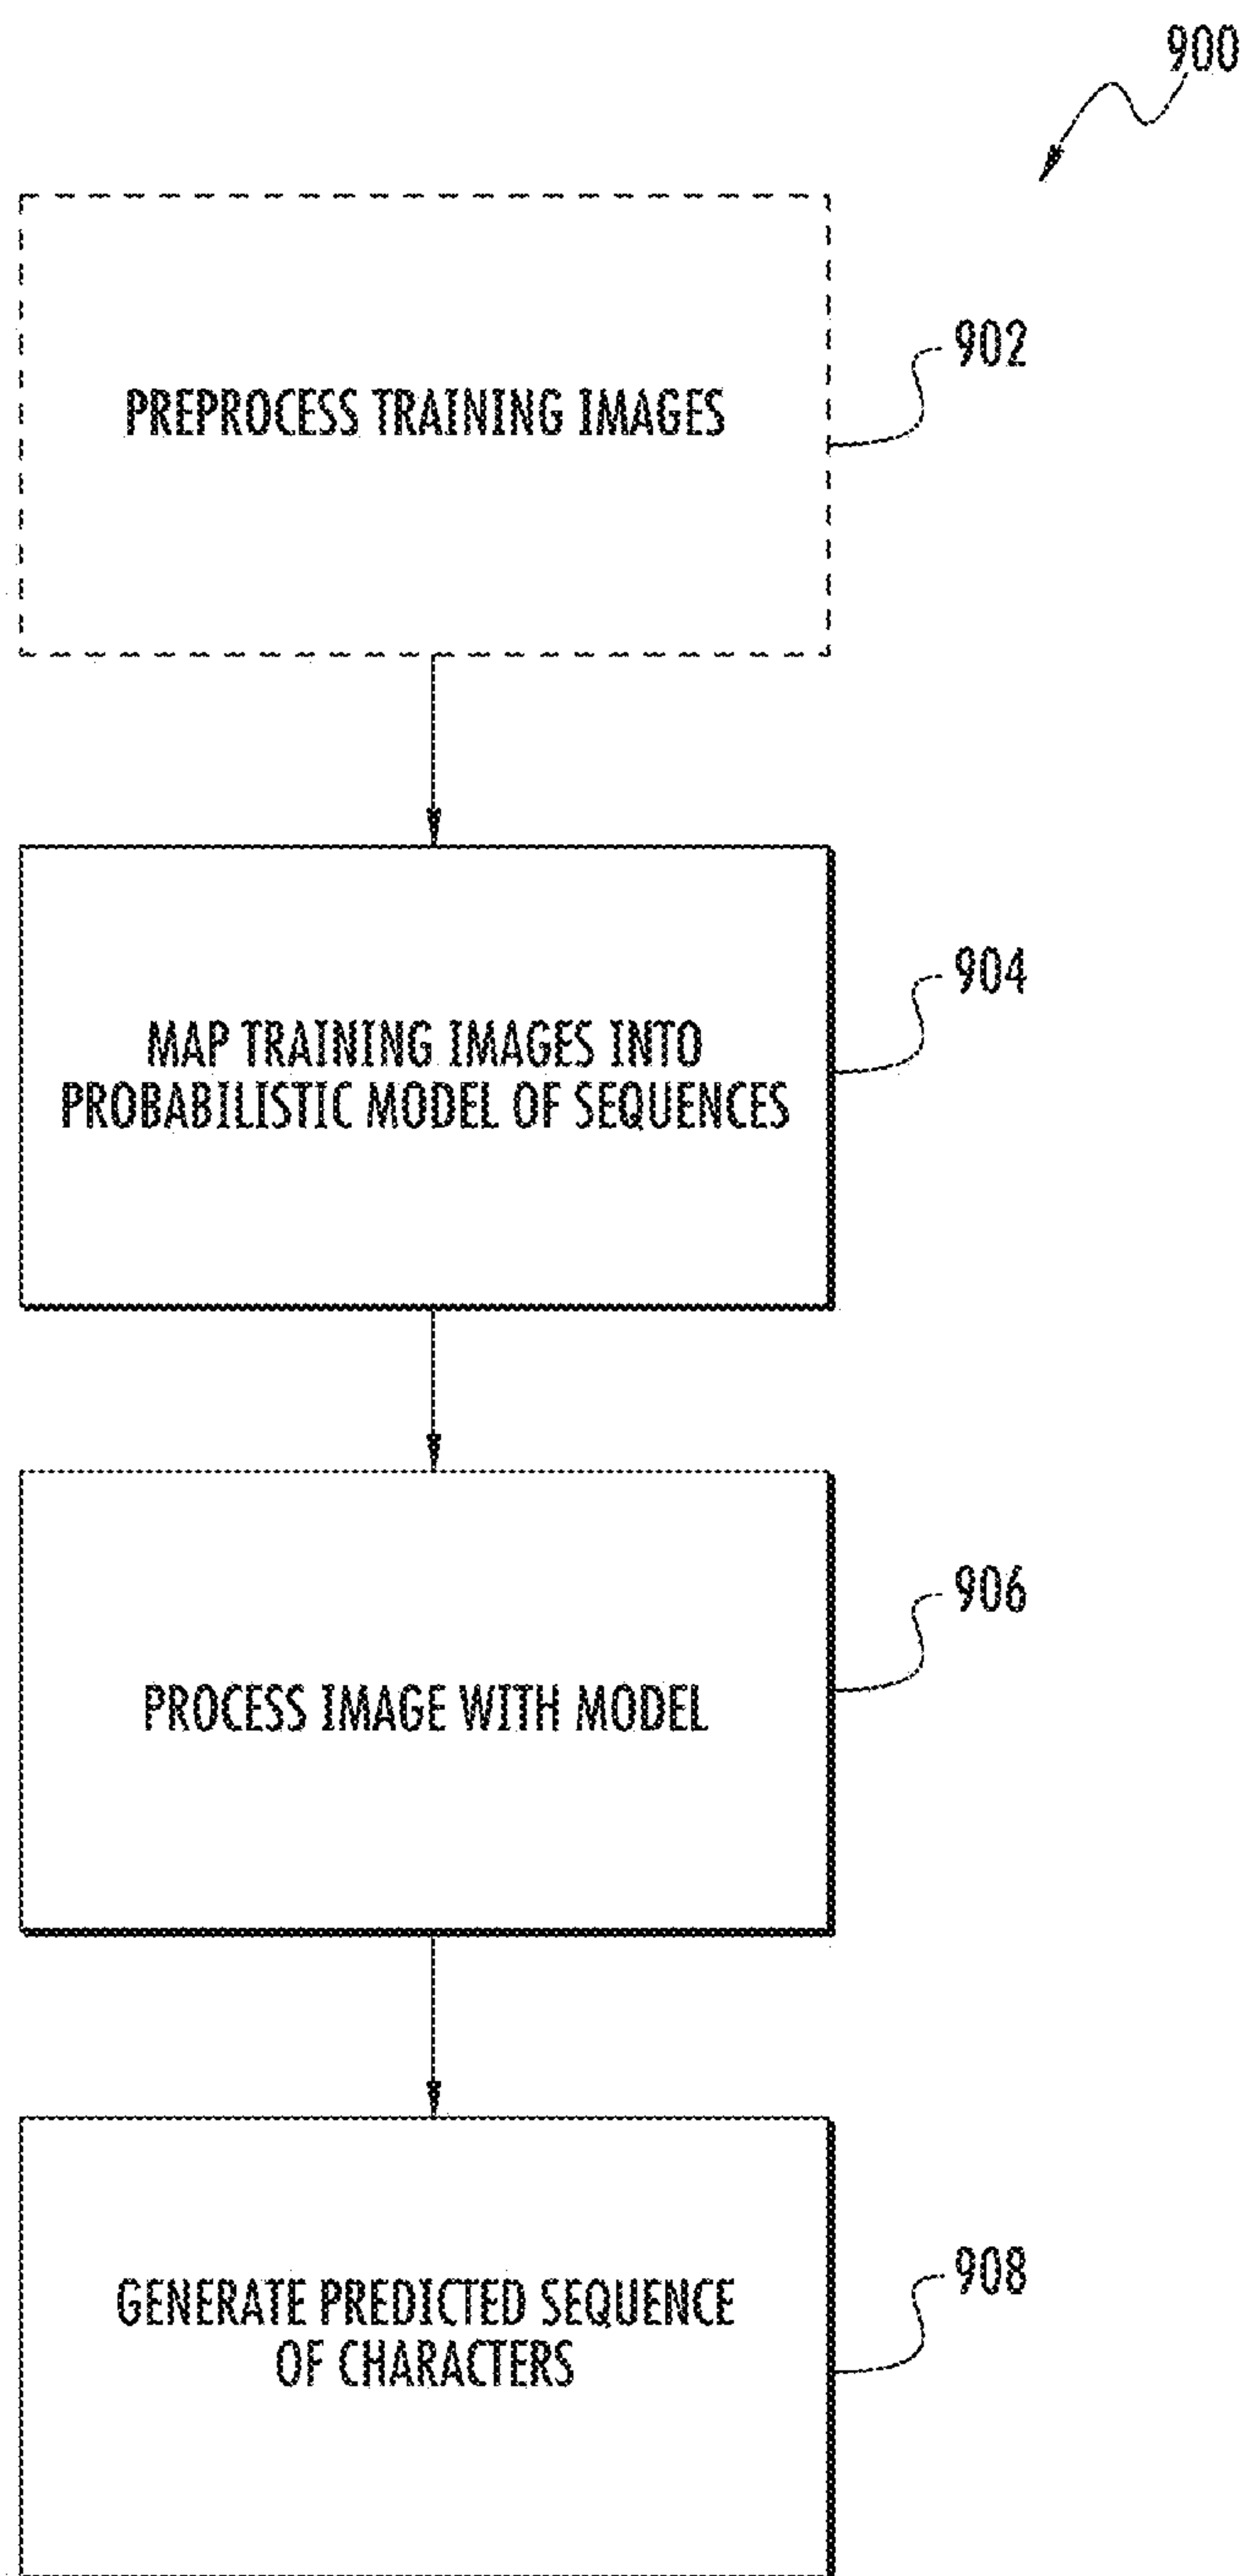 900
PREPROCESS TRAINING IMAGES
902
MAP TRAINING IMAGES INTO
PROBABILISTIC MODEL OF SEQUENCES
904
PROCESS IMAGE WITH MODEL
906
GENERATE PREDICTED SEQUENCE
OF CHARACTERS
908